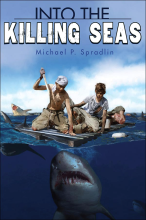 INTO THE
KILLING SEAS
Michael P. Spradlin